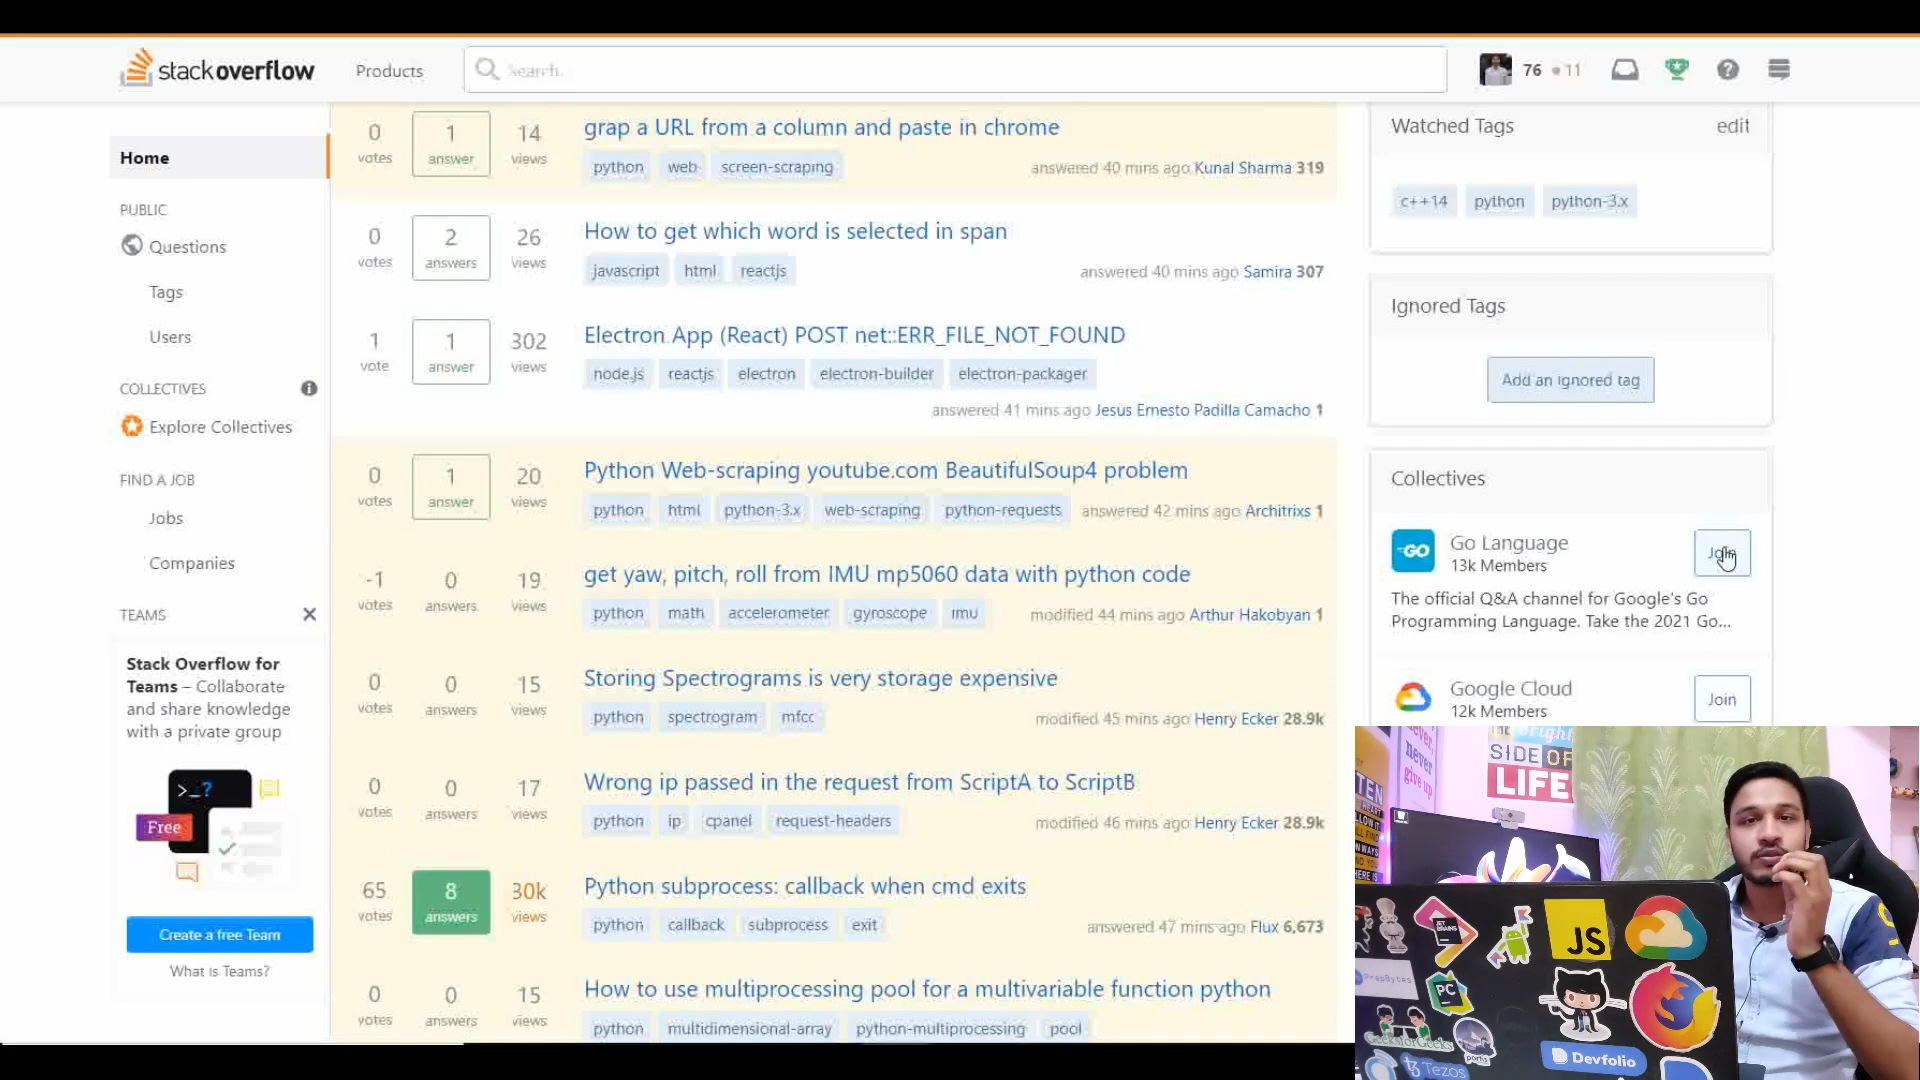 stackoverflow
Products
Search...
76 11
Home
PUBLIC
Questions
Tags
Users
COLLECTIVES
Explore Collectives
FIND A JOB
Jobs
Companies
TEAMS
Stack Overflow for
Teams – Collaborate
and share knowledge
with a private group
>_?
Free
Create a free Team
What is Teams?
0 1 14
votes answer views
grap a URL from a column and paste in chrome
python web screen-scraping
answered 40 mins ago Kunal Sharma 319
0 2 26
votes answers views
How to get which word is selected in span
javascript html reactjs
answered 40 mins ago Samira 307
1 1 302
vote answer views
Electron App (React) POST net::ERR_FILE_NOT_FOUND
node.js reactjs electron electron-builder electron-packager
answered 41 mins ago Jesus Ernesto Padilla Camacho 1
0 1 20
votes answer views
Python Web-scraping youtube.com BeautifulSoup4 problem
python html python-3.x web-scraping python-requests
answered 42 mins ago Architrixs 1
-1 0 19
votes answers views
get yaw, pitch, roll from IMU mp5060 data with python code
python math accelerometer gyroscope imu
modified 44 mins ago Arthur Hakobyan 1
0 0 15
votes answers views
Storing Spectrograms is very storage expensive
python spectrogram mfcc
modified 45 mins ago Henry Ecker 28.9k
0 0 17
votes answers views
Wrong ip passed in the request from ScriptA to ScriptB
python ip cpanel request-headers
modified 46 mins ago Henry Ecker 28.9k
65 8 30k
votes answers views
Python subprocess: callback when cmd exits
python callback subprocess exit
answered 47 mins ago Flux 6,673
0 0 15
votes answers views
How to use multiprocessing pool for a multivariable function python
python multidimensional-array python-multiprocessing pool
Watched Tags edit
c++14 python python-3.x
Ignored Tags
Add an ignored tag
Collectives
GO
Go Language
13k Members
Join
The official Q&A channel for Google's Go
Programming Language. Take the 2021 Go...
Google Cloud
12k Members
Join
never,
never
give up
THE bright
SIDE OF
LIFE
JET
BRAINS
JS
PC
GeeksforGeeks
portis
Devfolio
Tezos